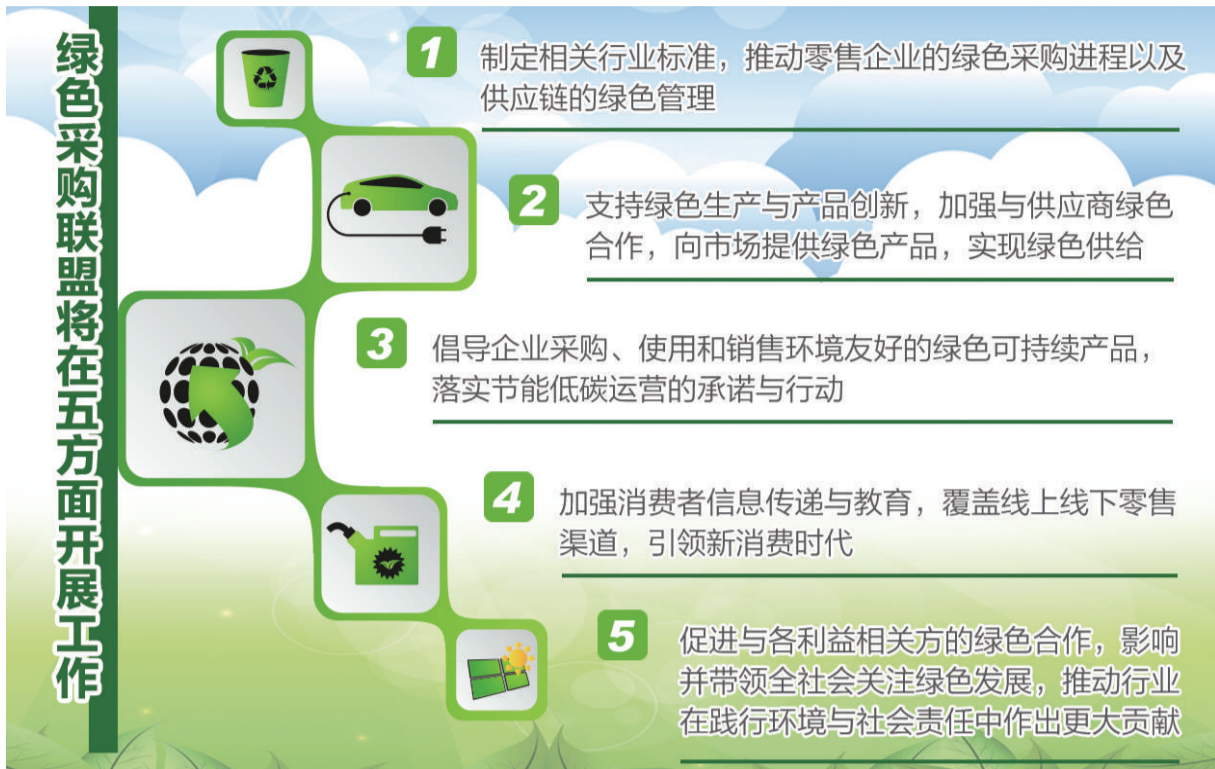 绿色采购联盟将在五方面开展工作
1
制定相关行业标准，推动零售企业的绿色采购进程以及
供应链的绿色管理
2
支持绿色生产与产品创新，加强与供应商绿色
合作，向市场提供绿色产品，实现绿色供给
3
倡导企业采购、使用和销售环境友好的绿色可持续产品，
落实节能低碳运营的承诺与行动
4
加强消费者信息传递与教育，覆盖线上线下零售
渠道，引领新消费时代
5
促进与各利益相关方的绿色合作，影响
并带领全社会关注绿色发展，推动行业
在践行环境与社会责任中作出更大贡献